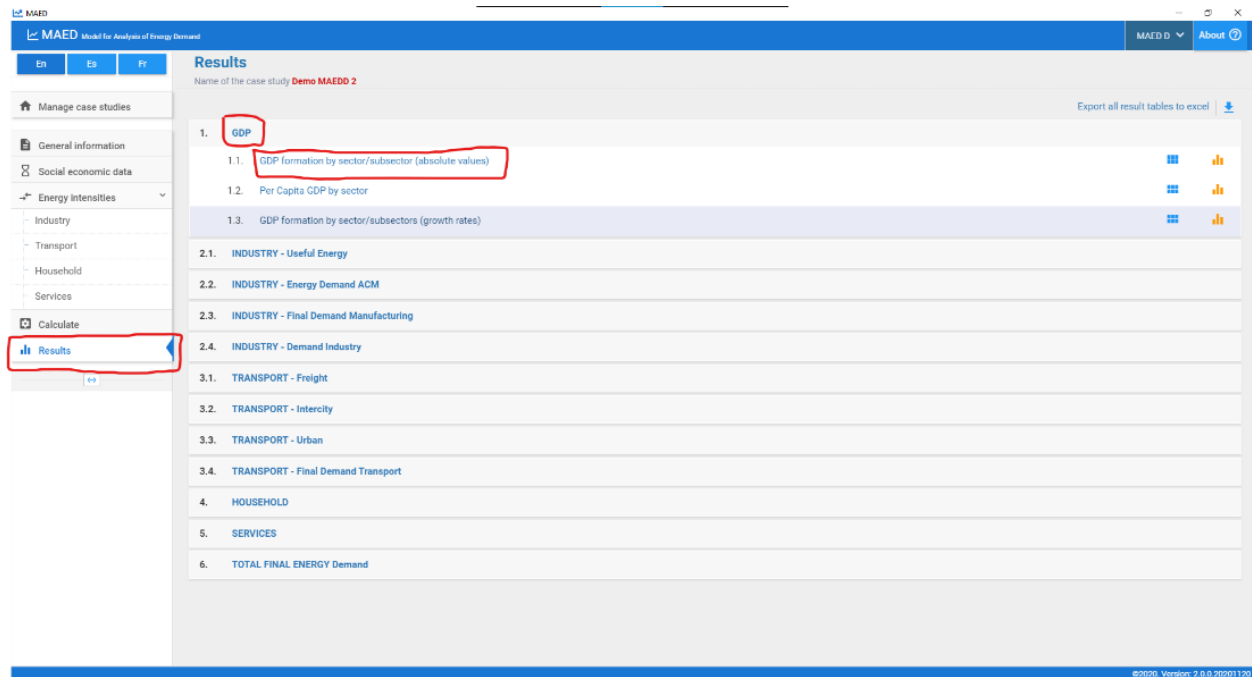 MAED
MAED Model for Analysis of Energy Demand
MAED D
About
En Es Fr
Results
Name of the case study Demo MAEDD 2
Manage case studies
Export all result tables to excel
General information
Social economic data
Energy intensities
Industry
Transport
Household
Services
Calculate
Results
1. GDP
1.1. GDP formation by sector/subsector (absolute values)
1.2. Per Capita GDP by sector
1.3. GDP formation by sector/subsectors (growth rates)
2.1. INDUSTRY - Useful Energy
2.2. INDUSTRY - Energy Demand ACM
2.3. INDUSTRY - Final Demand Manufacturing
2.4. INDUSTRY - Demand Industry
3.1. TRANSPORT - Freight
3.2. TRANSPORT - Intercity
3.3. TRANSPORT - Urban
3.4. TRANSPORT - Final Demand Transport
4. HOUSEHOLD
5. SERVICES
6. TOTAL FINAL ENERGY Demand
©2020. Version: 2.0.0.20201120